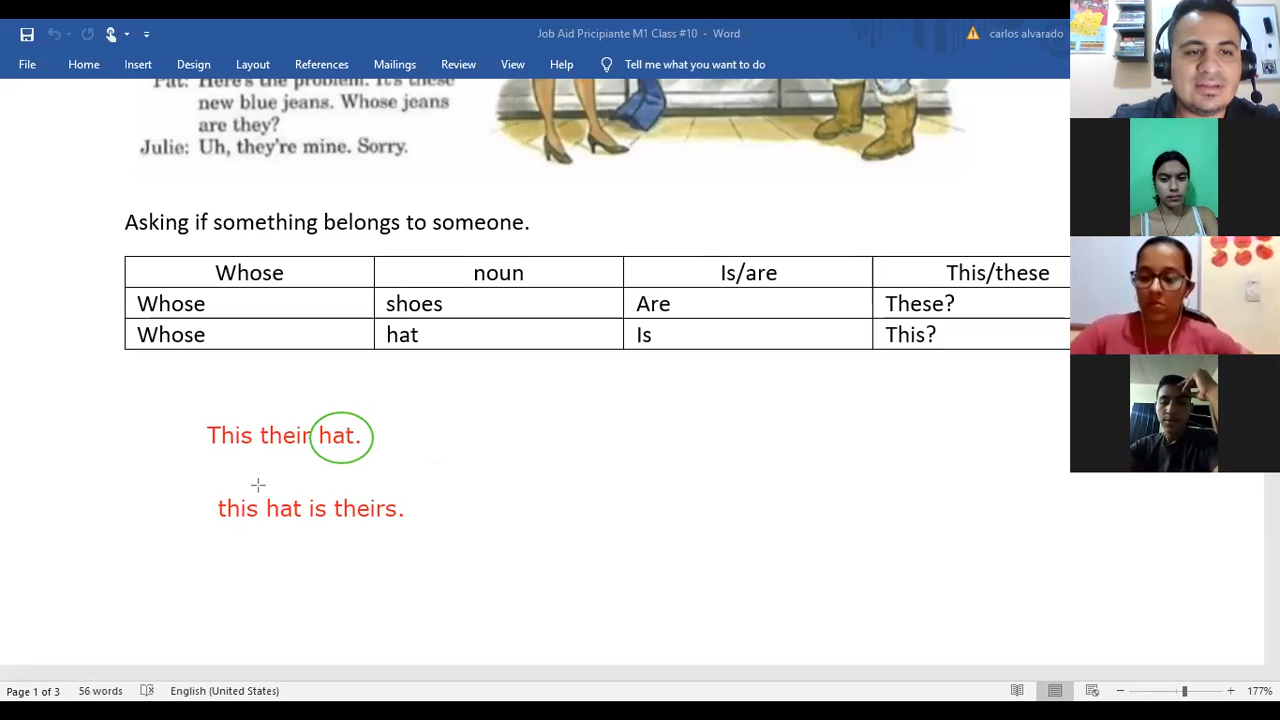 Job Aid Pricipiante M1 Class #10 - Word
carlos alvarado
File Home Insert Design Layout References Mailings Review View Help Tell me what you want to do
Pat: Here's the problem. It's these
new blue jeans. Whose jeans
are they?
Julie: Uh, they're mine. Sorry.
Asking if something belongs to someone.
Whose noun Is/are This/these
Whose shoes Are These?
Whose hat Is This?
This their hat.
this hat is theirs.
Page 1 of 3 56 words English (United States) 177%